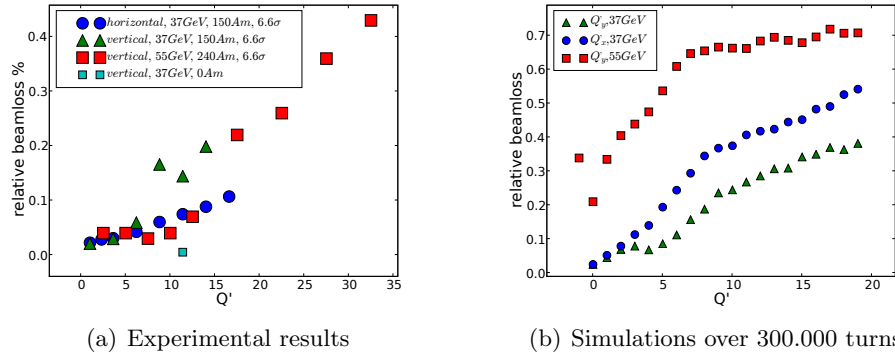 horizontal, 37GeV, 150Am, 6.6σ
vertical, 37GeV, 150Am, 6.6σ
vertical, 55GeV, 240Am, 6.6σ
vertical, 37GeV, 0Am
relative beamloss %
0.4
0.3
0.2
0.1
0.0
0 5 10 15 20 25 30 35
Q'
(a) Experimental results
Q'y,37GeV
Q'x,37GeV
Q'y,55GeV
relative beamloss
0.7
0.6
0.5
0.4
0.3
0.2
0.1
0.0
0 5 10 15 20
Q'
(b) Simulations over 300.000 turns